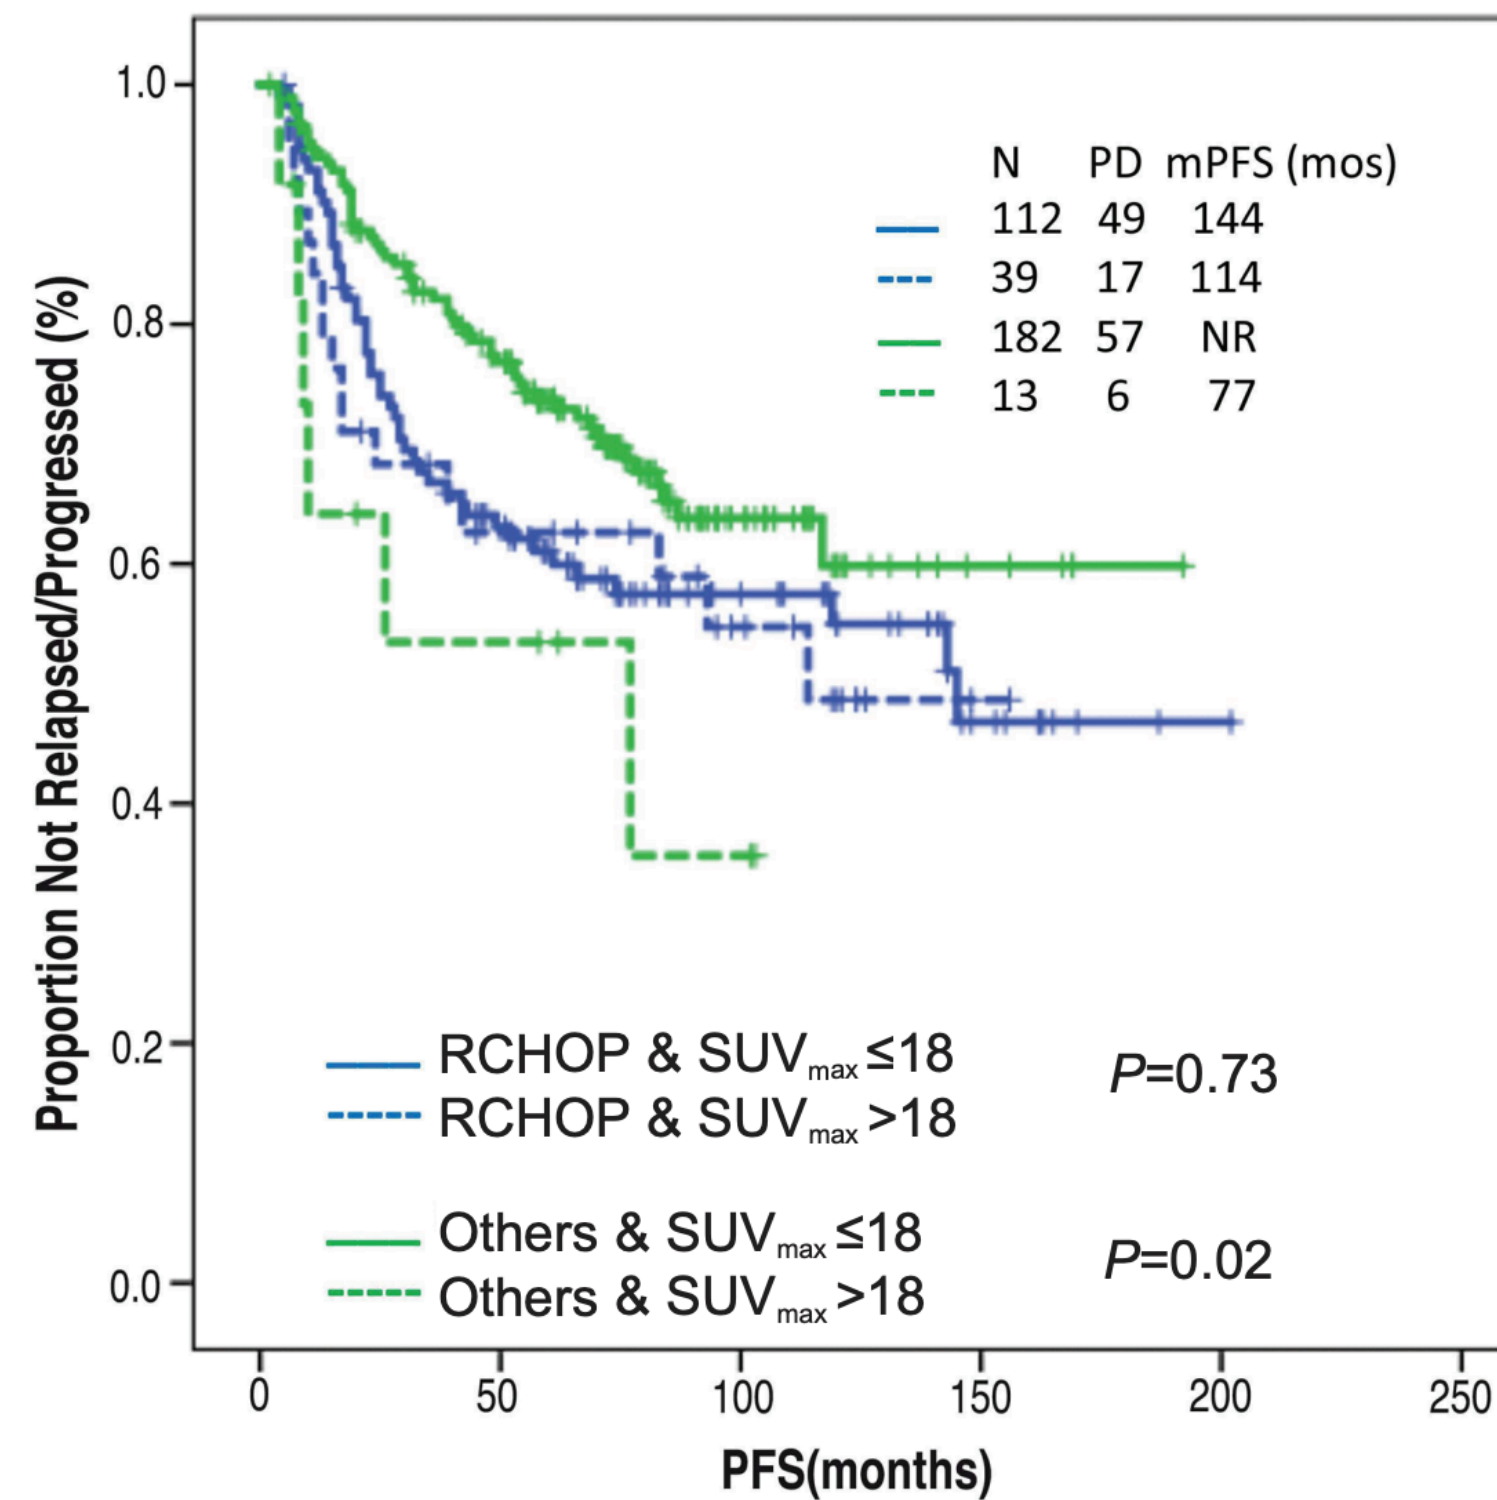 Proportion Not Relapsed/Progressed (%)
1.0
0.8
0.6
0.4
0.2
0.0
N PD mPFS (mos)
112 49 144
39 17 114
182 57 NR
13 6 77
RCHOP & SUVmax ≤18
RCHOP & SUVmax >18
P=0.73
Others & SUVmax ≤18
Others & SUVmax >18
P=0.02
0 50 100 150 200 250
PFS(months)